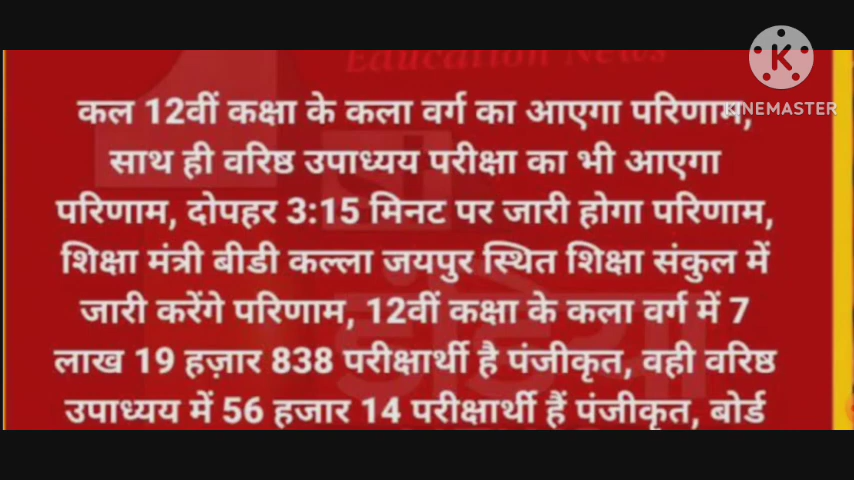 Education News
KINEMASTER
कल 12वीं कक्षा के कला वर्ग का आएगा परिणाम,
साथ ही वरिष्ठ उपाध्यय परीक्षा का भी आएगा
परिणाम, दोपहर 3:15 मिनट पर जारी होगा परिणाम,
शिक्षा मंत्री बीडी कल्ला जयपुर स्थित शिक्षा संकुल में
जारी करेंगे परिणाम, 12वीं कक्षा के कला वर्ग में 7
लाख 19 हज़ार 838 परीक्षार्थी है पंजीकृत, वही वरिष्ठ
उपाध्यय में 56 हजार 14 परीक्षार्थी हैं पंजीकृत, बोर्ड